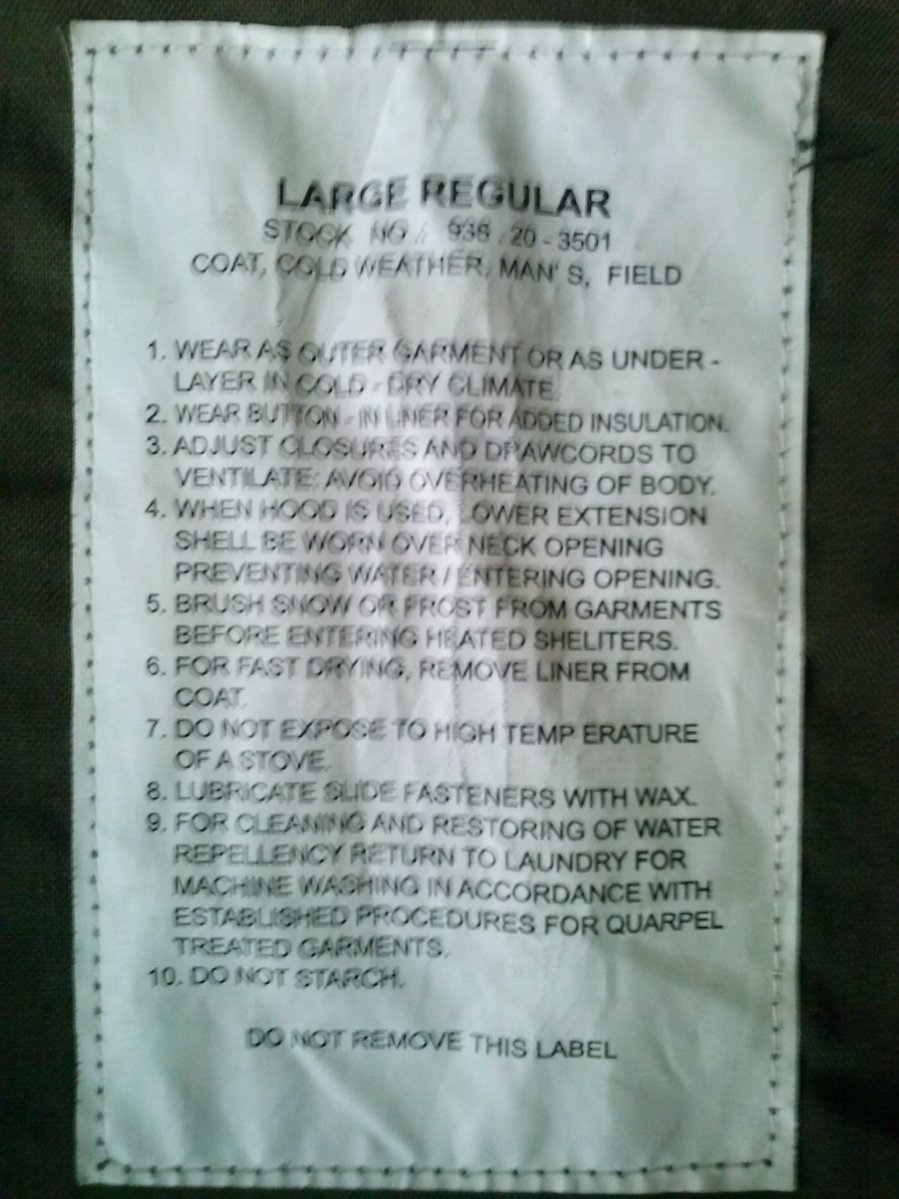 LARGE REGULAR
STOCK NO : 938 . 20 - 3501
COAT, COLD WEATHER, MAN' S, FIELD
1. WEAR AS OUTER GARMENT OR AS UNDER -
LAYER IN COLD - DRY CLIMATE.
2. WEAR BUTTON - IN LINER FOR ADDED INSULATION.
3. ADJUST CLOSURES AND DRAWCORDS TO
VENTILATE; AVOID OVERHEATING OF BODY.
4. WHEN HOOD IS USED, LOWER EXTENSION
SHELL BE WORN OVER NECK OPENING
PREVENTING WATER / ENTERING OPENING.
5. BRUSH SNOW OR FROST FROM GARMENTS
BEFORE ENTERING HEATED SHELITERS.
6. FOR FAST DRYING, REMOVE LINER FROM
COAT.
7. DO NOT EXPOSE TO HIGH TEMP ERATURE
OF A STOVE.
8. LUBRICATE SLIDE FASTENERS WITH WAX.
9. FOR CLEANING AND RESTORING OF WATER
REPELLENCY RETURN TO LAUNDRY FOR
MACHINE WASHING IN ACCORDANCE WITH
ESTABLISHED PROCEDURES FOR QUARPEL
TREATED GARMENTS.
10. DO NOT STARCH.
DO NOT REMOVE THIS LABEL